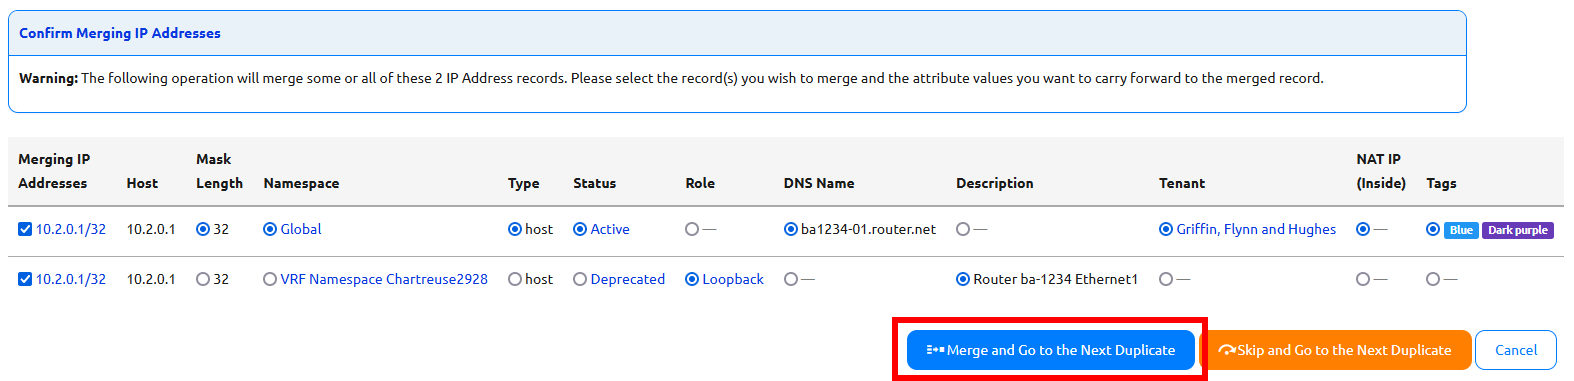 Confirm Merging IP Addresses
Warning: The following operation will merge some or all of these 2 IP Address records. Please select the record(s) you wish to merge and the attribute values you want to carry forward to the merged record.
Merging IP Addresses Host Mask Length Namespace Type Status Role DNS Name Description Tenant NAT IP (Inside) Tags
10.2.0.1/32 10.2.0.1 32 Global host Active — ba1234-01.router.net — Griffin, Flynn and Hughes — Blue Dark purple
10.2.0.1/32 10.2.0.1 32 VRF Namespace Chartreuse2928 host Deprecated Loopback — Router ba-1234 Ethernet1 — — —
Merge and Go to the Next Duplicate Skip and Go to the Next Duplicate Cancel